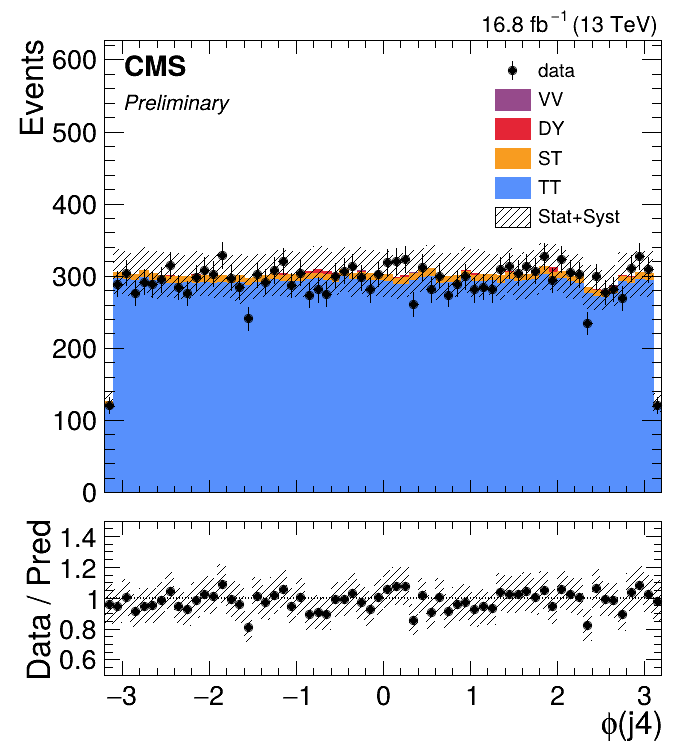 16.8 fb⁻¹ (13 TeV)
Events
600
500
400
300
200
100
0
CMS
Preliminary
data
VV
DY
ST
TT
Stat+Syst
Data / Pred
1.4
1.2
1
0.8
0.6
−3 −2 −1 0 1 2 3
ϕ(j4)